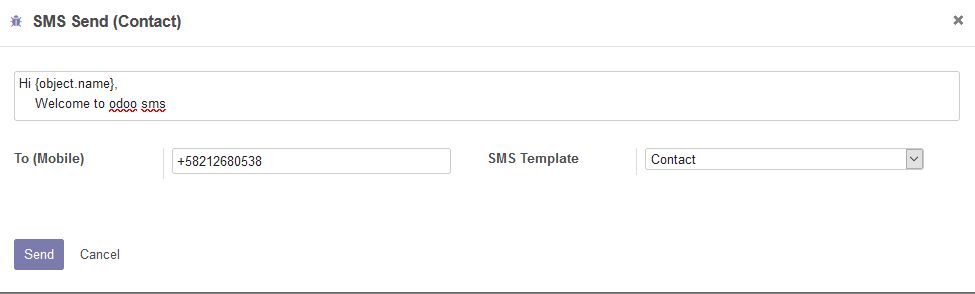 SMS Send (Contact)
Hi {object.name},
Welcome to odoo sms
To (Mobile) +58212680538 SMS Template Contact
Send Cancel